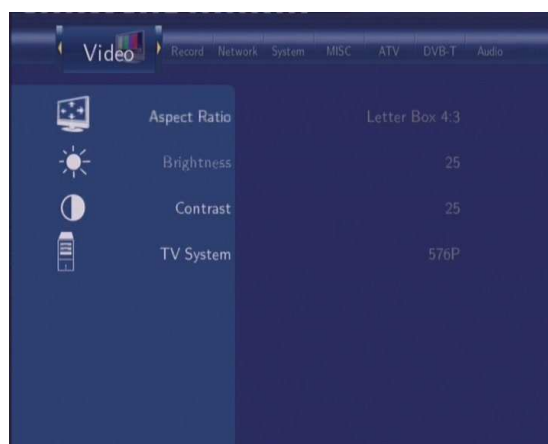 Video Record Network System MISC ATV DVB-T Audio
Aspect Ratio Letter Box 4:3
Brightness 25
Contrast 25
TV System 576P